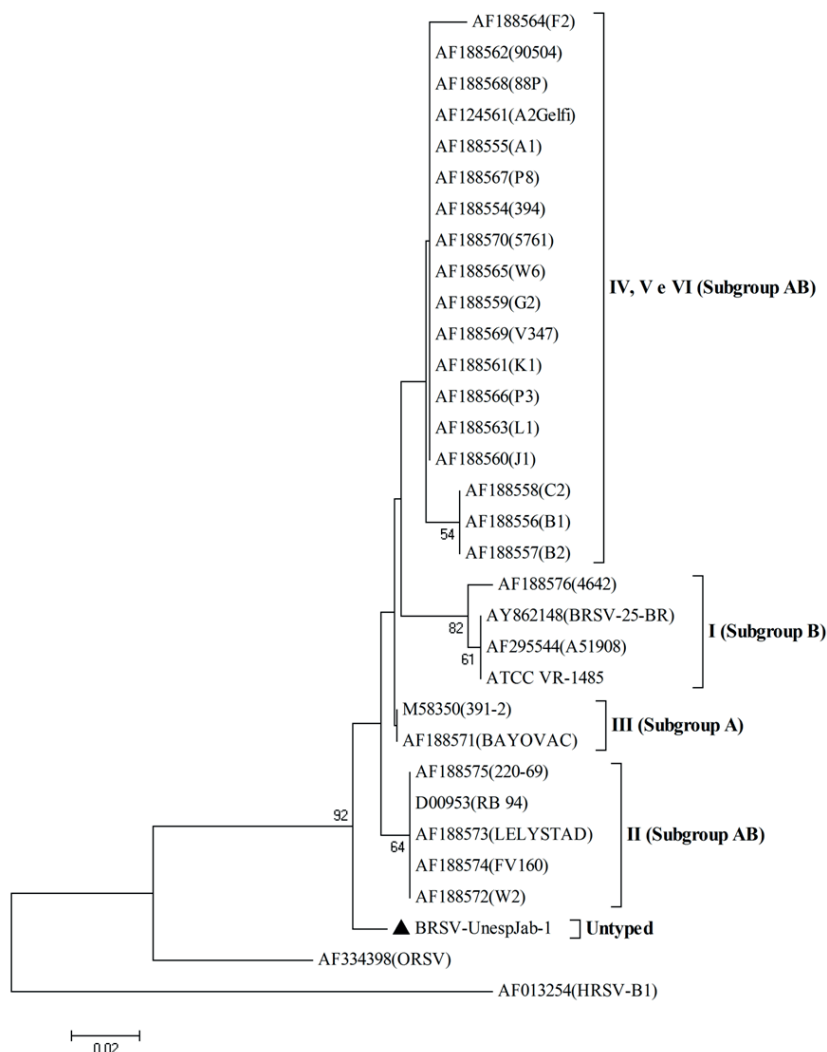 AF188564(F2)
AF188562(90504)
AF188568(88P)
AF124561(A2Gelfi)
AF188555(A1)
AF188567(P8)
AF188554(394)
AF188570(5761)
AF188565(W6)
IV, V e VI (Subgroup AB)
AF188559(G2)
AF188569(V347)
AF188561(K1)
AF188566(P3)
AF188563(L1)
AF188560(J1)
AF188558(C2)
AF188556(B1)
54
AF188557(B2)
AF188576(4642)
AY862148(BRSV-25-BR)
82
I (Subgroup B)
AF295544(A51908)
61
ATCC VR-1485
M58350(391-2)
III (Subgroup A)
AF188571(BAYOVAC)
AF188575(220-69)
D00953(RB 94)
92
AF188573(LELYSTAD)
II (Subgroup AB)
64
AF188574(FV160)
AF188572(W2)
BRSV-UnespJab-1
Untyped
AF334398(ORSV)
AF013254(HRSV-B1)
0.02